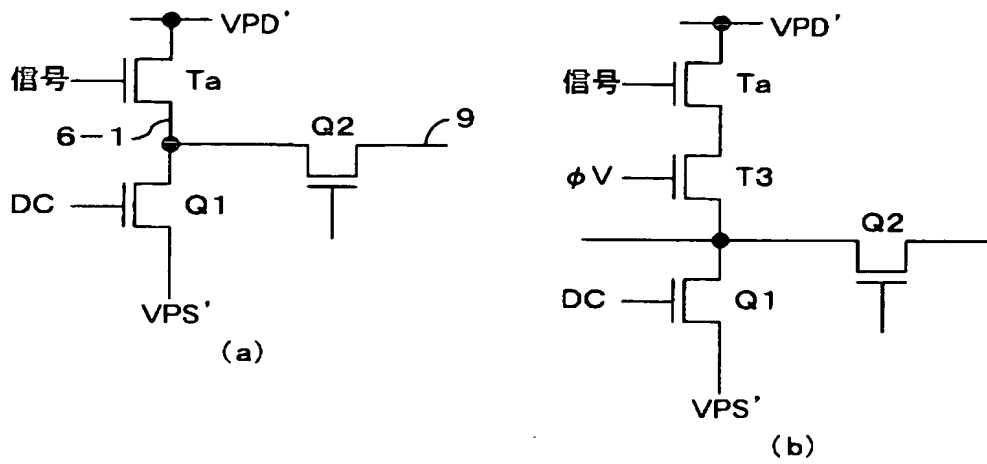 VPD'
信号
Ta
6-1
Q2
9
DC
Q1
VPS'
(a)
VPD'
信号
Ta
φV
T3
Q2
DC
Q1
VPS'
(b)